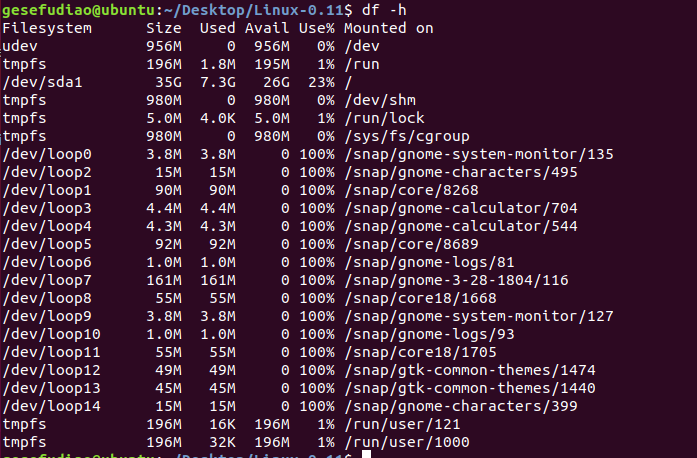 gesefudiao@ubuntu:~/Desktop/Linux-0.11$ df -h
Filesystem      Size  Used Avail Use% Mounted on
udev            956M     0  956M   0% /dev
tmpfs           196M  1.8M  195M   1% /run
/dev/sda1        35G  7.3G   26G  23% /
tmpfs           980M     0  980M   0% /dev/shm
tmpfs           5.0M  4.0K  5.0M   1% /run/lock
tmpfs           980M     0  980M   0% /sys/fs/cgroup
/dev/loop0      3.8M  3.8M     0 100% /snap/gnome-system-monitor/135
/dev/loop2       15M   15M     0 100% /snap/gnome-characters/495
/dev/loop1       90M   90M     0 100% /snap/core/8268
/dev/loop3      4.4M  4.4M     0 100% /snap/gnome-calculator/704
/dev/loop4      4.3M  4.3M     0 100% /snap/gnome-calculator/544
/dev/loop5       92M   92M     0 100% /snap/core/8689
/dev/loop6      1.0M  1.0M     0 100% /snap/gnome-logs/81
/dev/loop7      161M  161M     0 100% /snap/gnome-3-28-1804/116
/dev/loop8       55M   55M     0 100% /snap/core18/1668
/dev/loop9      3.8M  3.8M     0 100% /snap/gnome-system-monitor/127
/dev/loop10     1.0M  1.0M     0 100% /snap/gnome-logs/93
/dev/loop11      55M   55M     0 100% /snap/core18/1705
/dev/loop12      49M   49M     0 100% /snap/gtk-common-themes/1474
/dev/loop13      45M   45M     0 100% /snap/gtk-common-themes/1440
/dev/loop14      15M   15M     0 100% /snap/gnome-characters/399
tmpfs           196M   16K  196M   1% /run/user/121
tmpfs           196M   32K  196M   1% /run/user/1000
gesefudiao@ubuntu:~/Desktop/Linux-0.11$